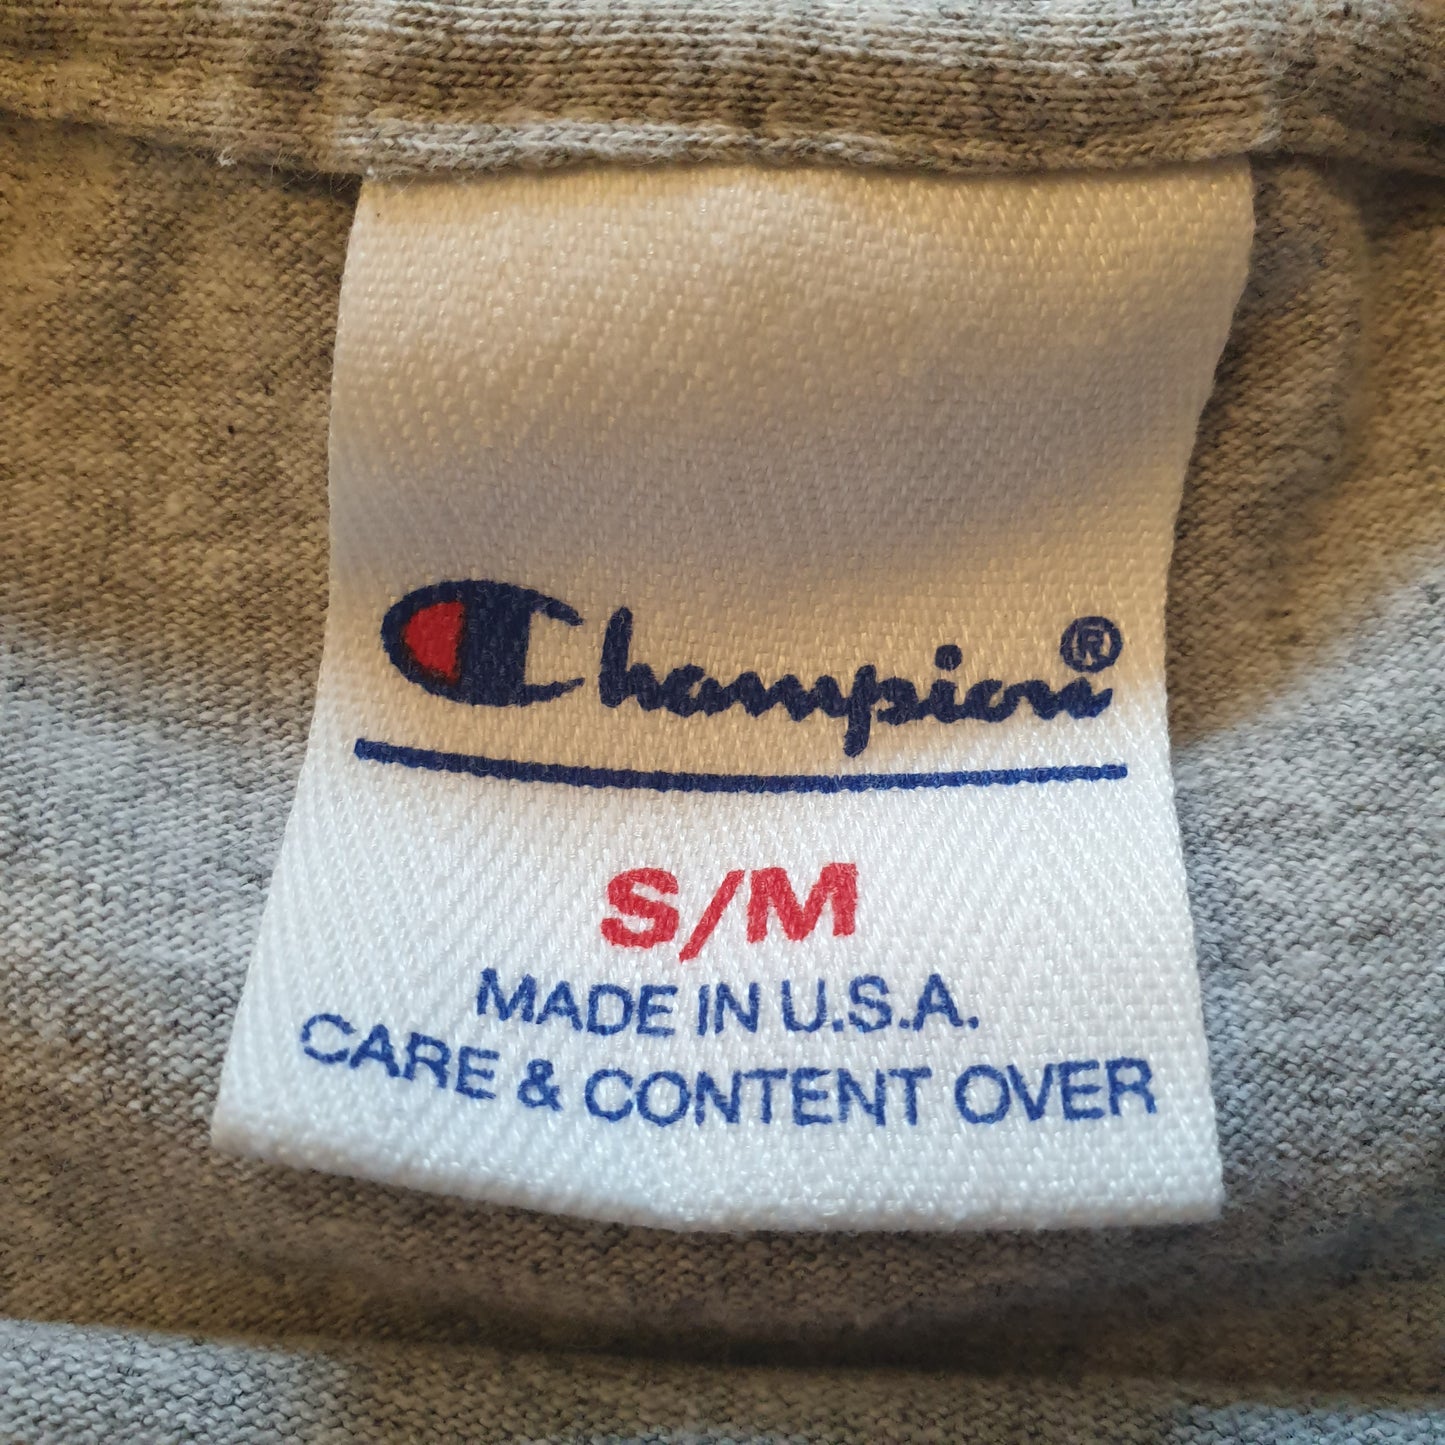 Champion®
S/M
MADE IN U.S.A.
CARE & CONTENT OVER